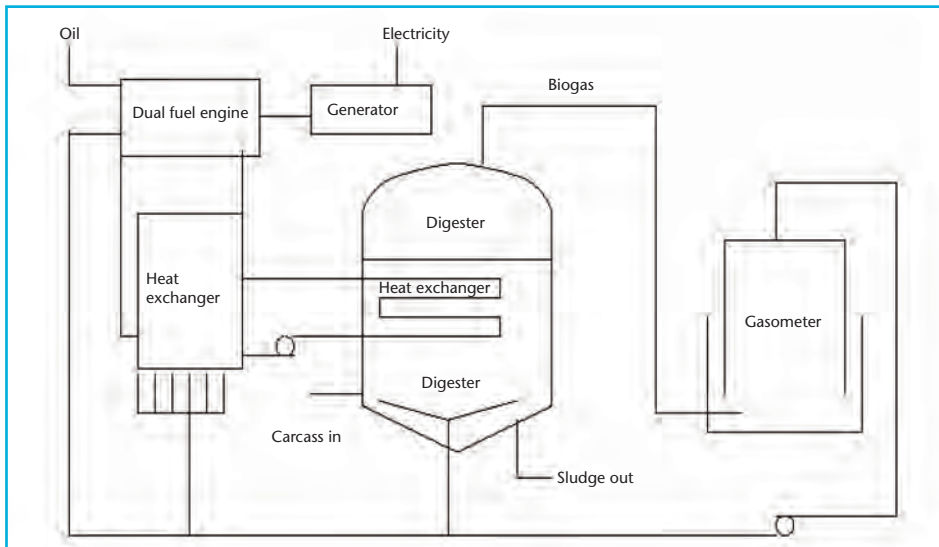 Oil
Electricity
Biogas
Dual fuel engine
Generator
Digester
Heat
exchanger
Heat exchanger
Gasometer
Digester
Carcass in
Sludge out